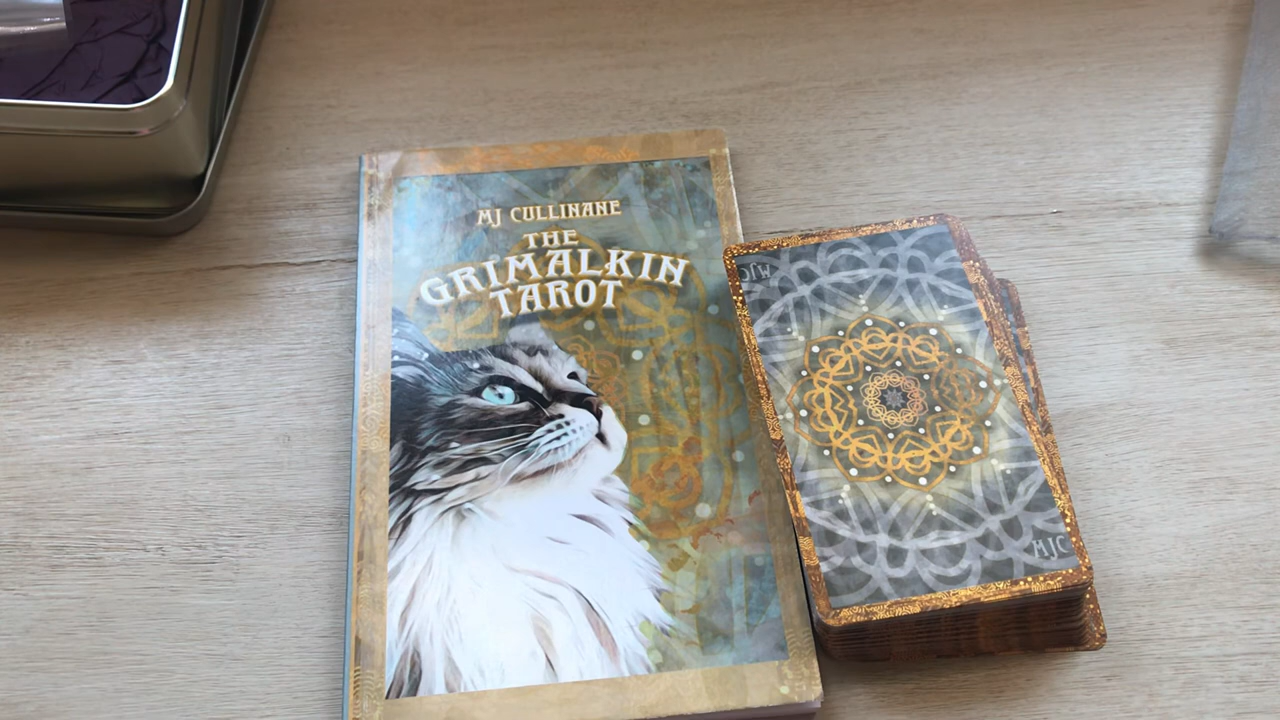 MJ CULLINANE
THE
GRIMALKIN
TAROT
MJC
MJC